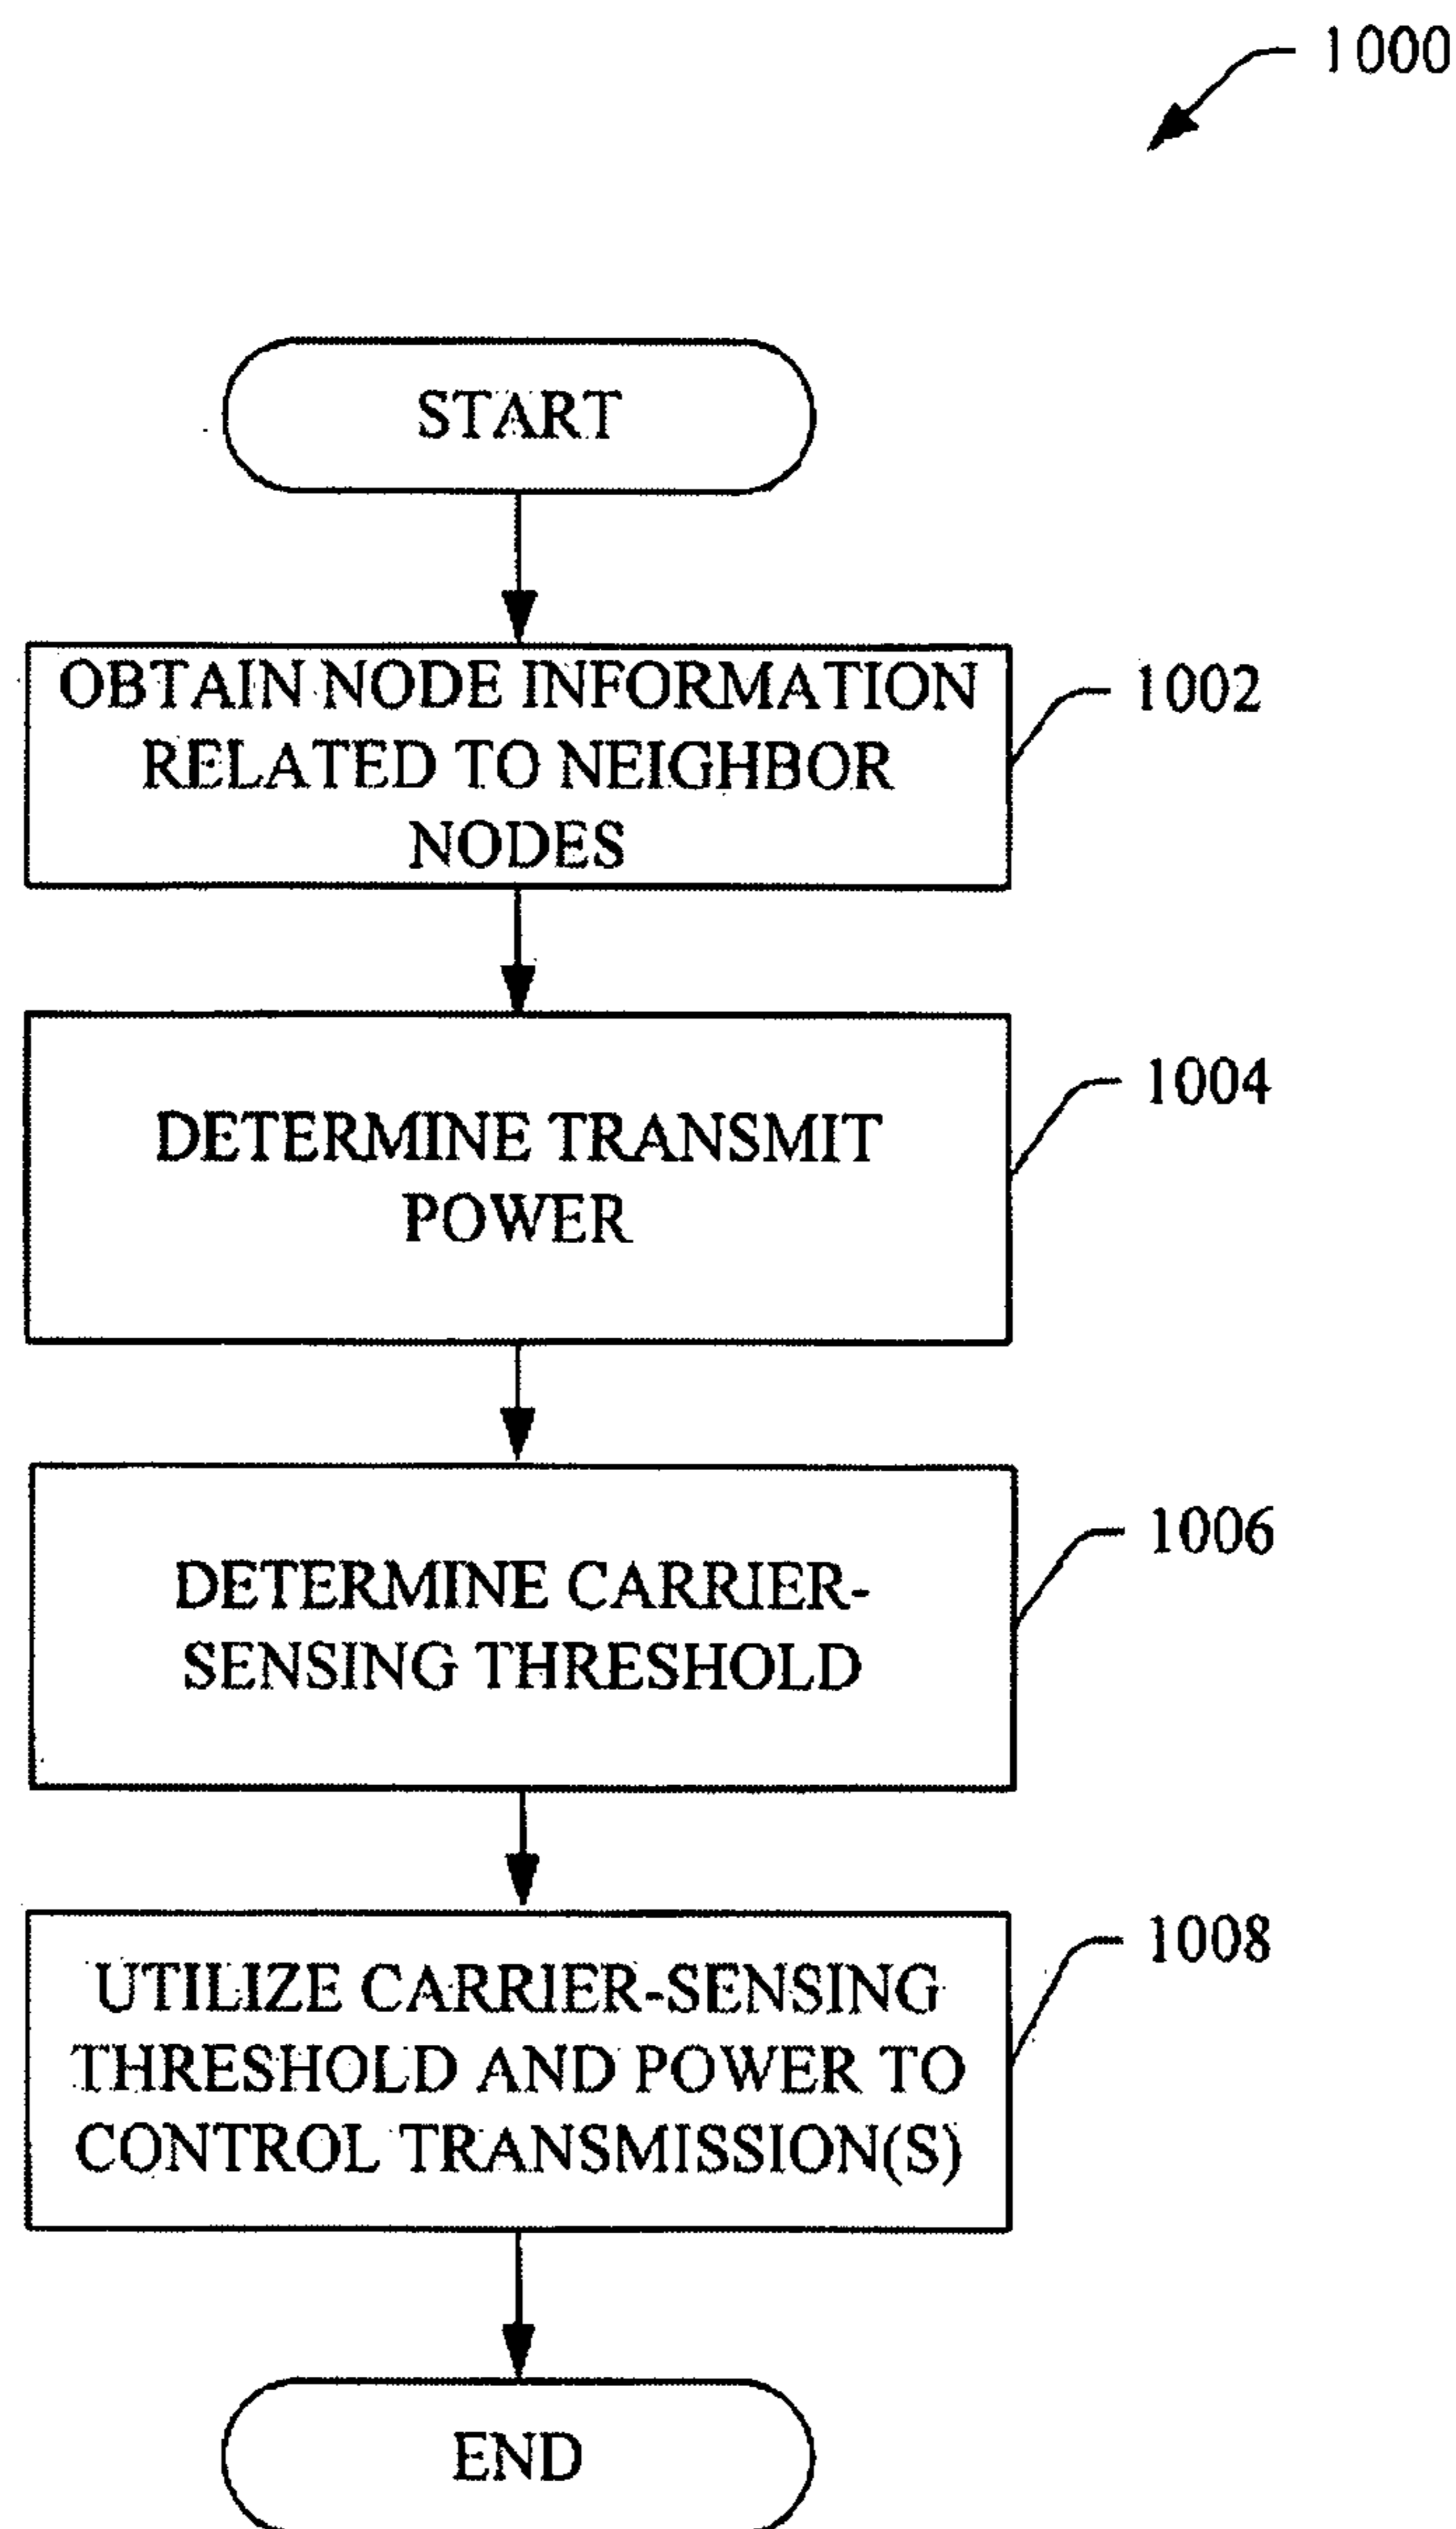 1000
START
OBTAIN NODE INFORMATION
RELATED TO NEIGHBOR
NODES
1002
DETERMINE TRANSMIT
POWER
1004
DETERMINE CARRIER-
SENSING THRESHOLD
1006
UTILIZE CARRIER-SENSING
THRESHOLD AND POWER TO
CONTROL TRANSMISSION(S)
1008
END